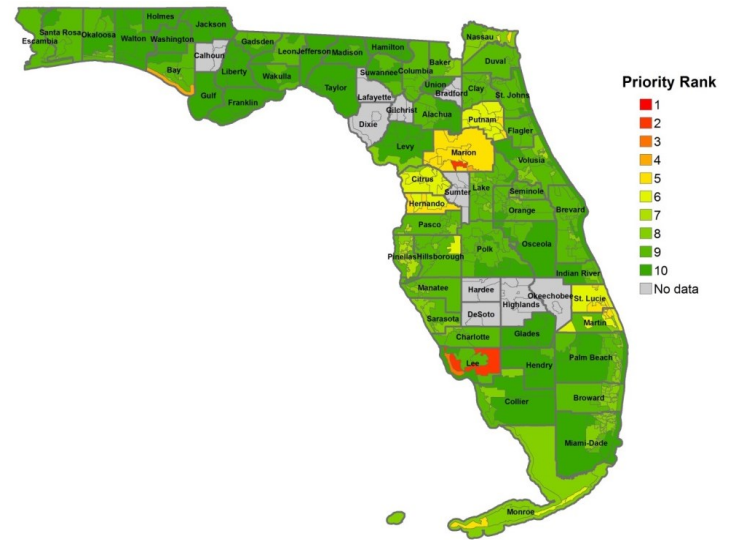 Holmes
Jackson
Santa Rosa
Okaloosa
Escambia
Walton
Washington
Calhoun
Gadsden
Leon
Jefferson
Madison
Hamilton
Nassau
Bay
Liberty
Wakulla
Suwannee
Columbia
Baker
Duval
Gulf
Franklin
Taylor
Lafayette
Union
Bradford
Clay
St. Johns
Gilchrist
Dixie
Alachua
Putnam
Flagler
Levy
Marion
Volusia
Citrus
Sumter
Lake
Seminole
Hernando
Orange
Brevard
Pasco
Pinellas
Hillsborough
Polk
Osceola
Indian River
Manatee
Hardee
Highlands
Okeechobee
St. Lucie
Sarasota
DeSoto
Martin
Charlotte
Glades
Lee
Hendry
Palm Beach
Collier
Broward
Miami-Dade
Monroe
Priority Rank
1
2
3
4
5
6
7
8
9
10
No data